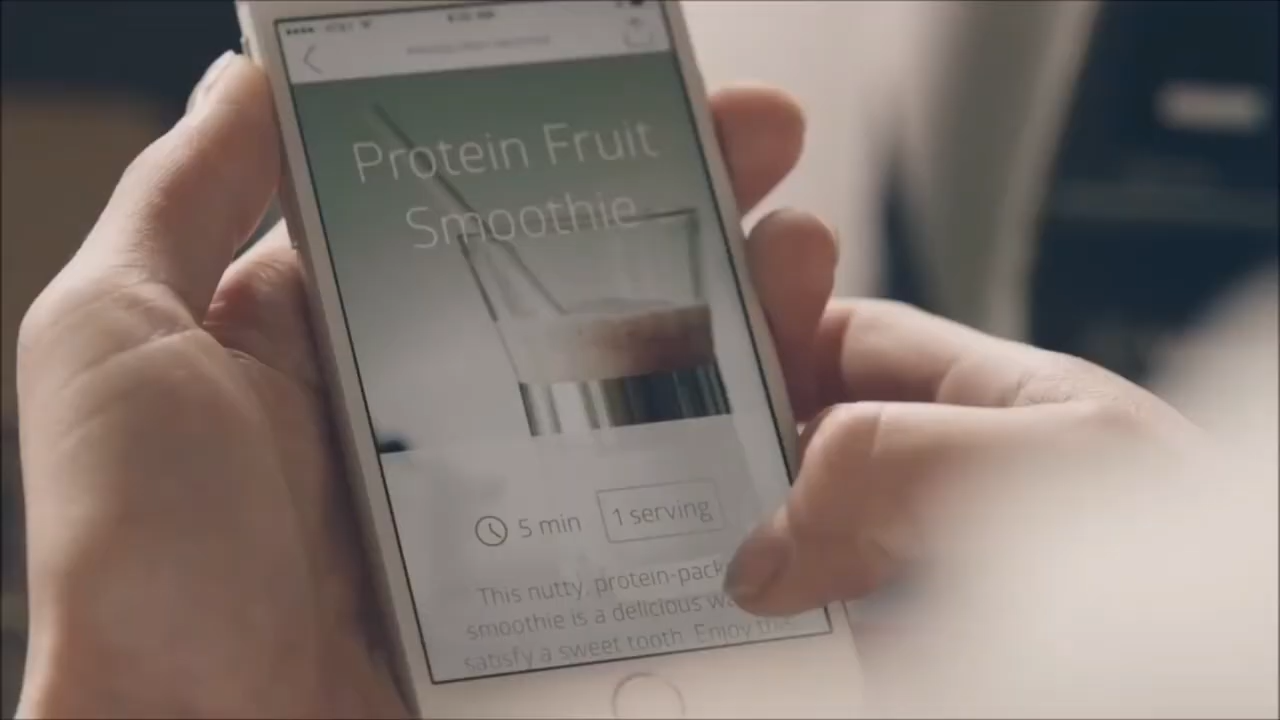 Protein Fruit
Smoothie
5 min
1 serving
This nutty, protein-pack
smoothie is a delicious
satisfy a sweet tooth. Enjoy this